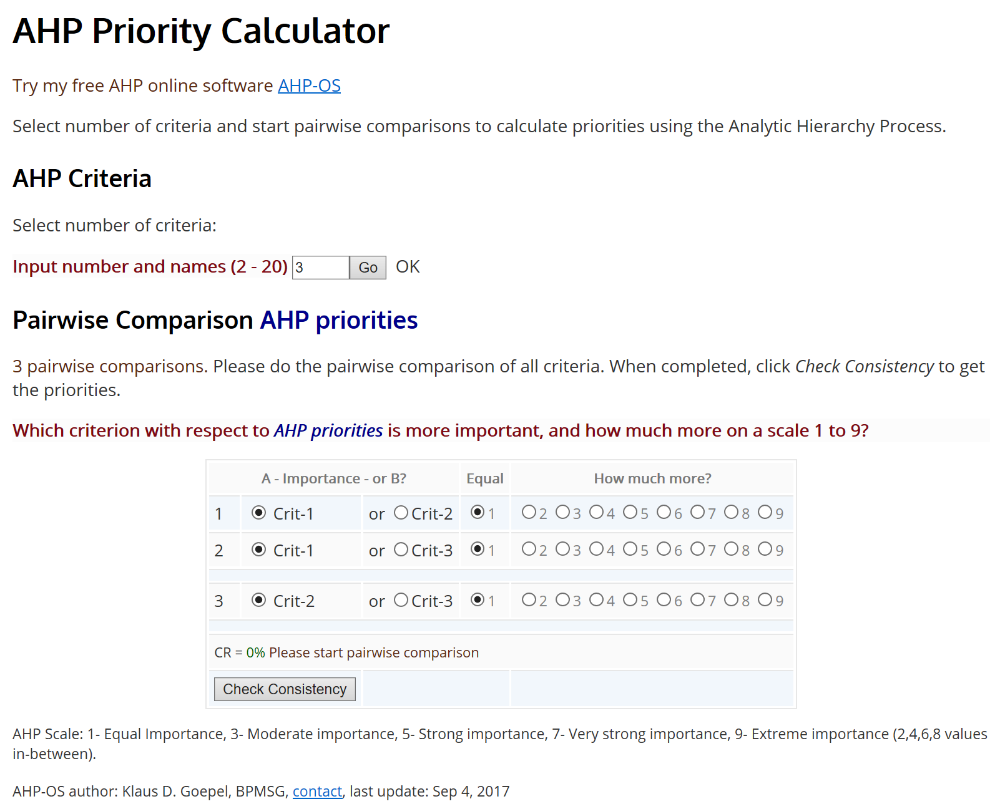 AHP Priority Calculator
Try my free AHP online software AHP-OS
Select number of criteria and start pairwise comparisons to calculate priorities using the Analytic Hierarchy Process.
AHP Criteria
Select number of criteria:
Input number and names (2 - 20) 3 Go OK
Pairwise Comparison AHP priorities
3 pairwise comparisons. Please do the pairwise comparison of all criteria. When completed, click Check Consistency to get
the priorities.
Which criterion with respect to AHP priorities is more important, and how much more on a scale 1 to 9?
A - Importance - or B? Equal How much more?
1 Crit-1 or Crit-2 1 2 3 4 5 6 7 8 9
2 Crit-1 or Crit-3 1 2 3 4 5 6 7 8 9
3 Crit-2 or Crit-3 1 2 3 4 5 6 7 8 9
CR = 0% Please start pairwise comparison
Check Consistency
AHP Scale: 1- Equal Importance, 3- Moderate importance, 5- Strong importance, 7- Very strong importance, 9- Extreme importance (2,4,6,8 values
in-between).
AHP-OS author: Klaus D. Goepel, BPMSG, contact, last update: Sep 4, 2017